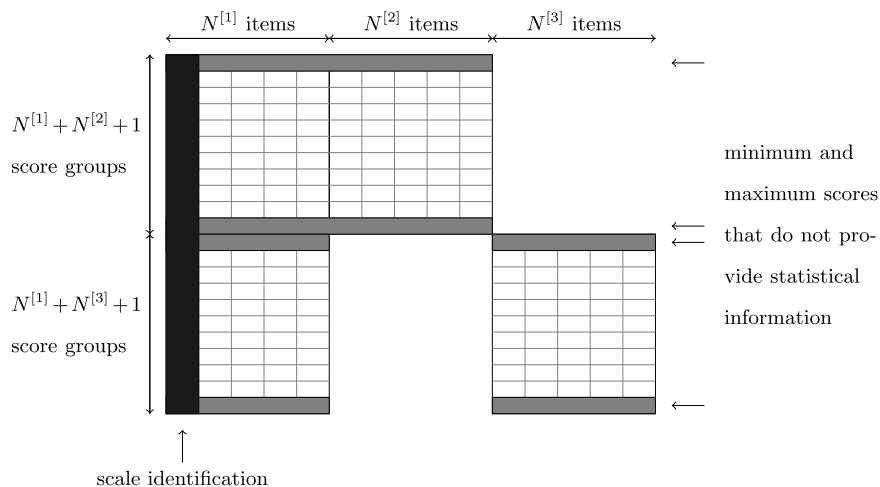 N^[1] items N^[2] items N^[3] items
N^[1]+N^[2]+1
score groups
minimum and
maximum scores
that do not pro-
vide statistical
information
N^[1]+N^[3]+1
score groups
scale identification